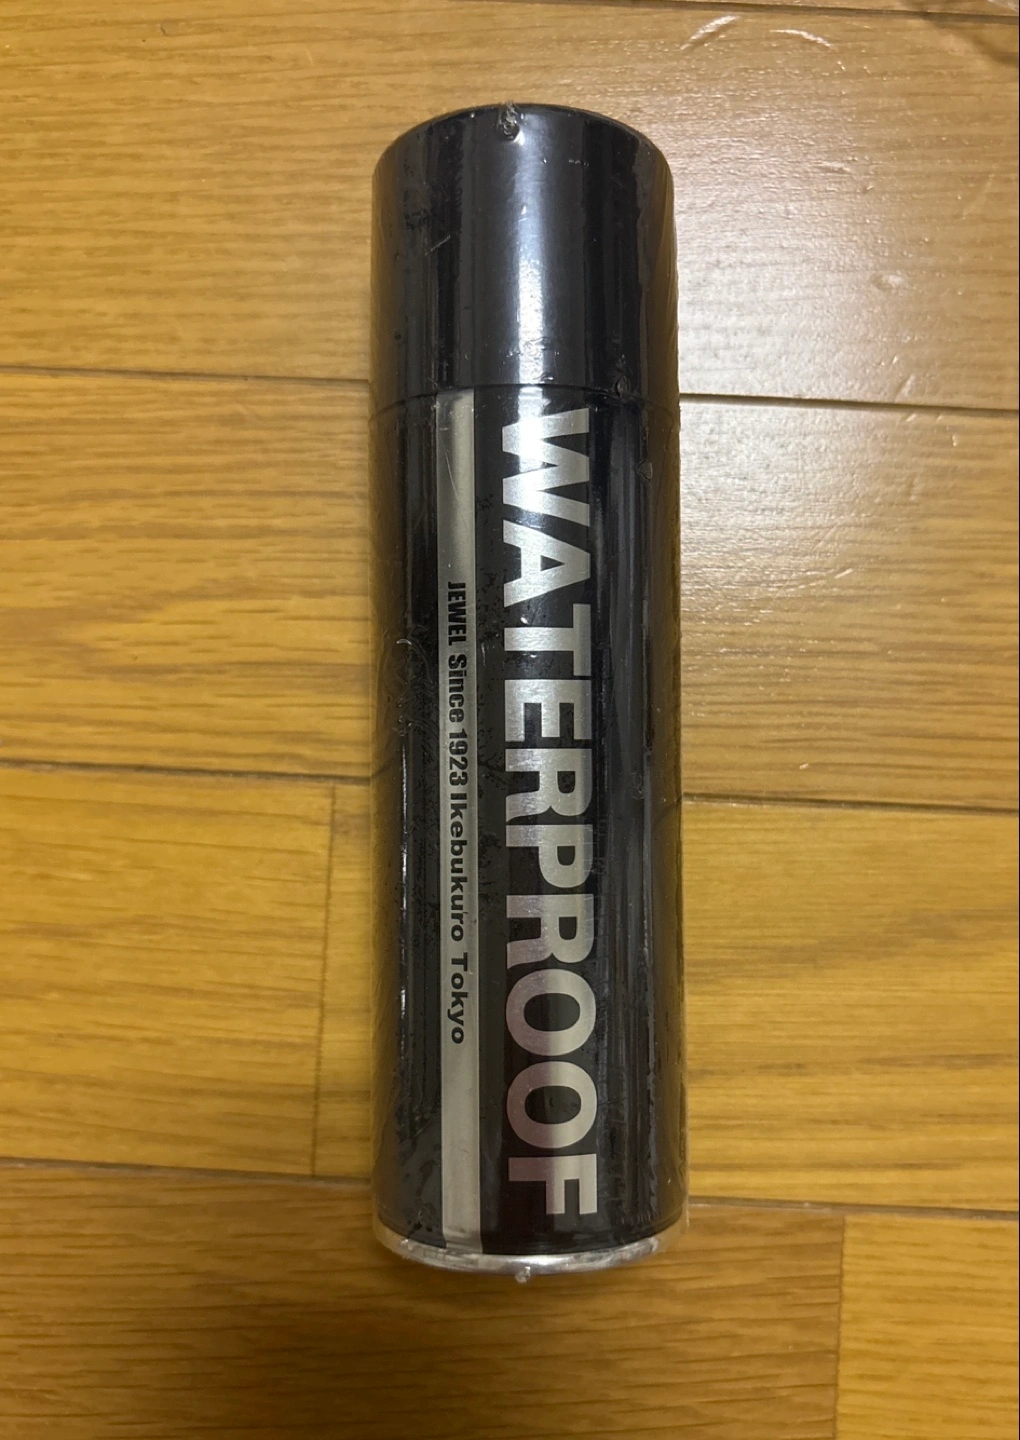 WATERPROOF
JEWEL Since 1923 Ikebukuro Tokyo